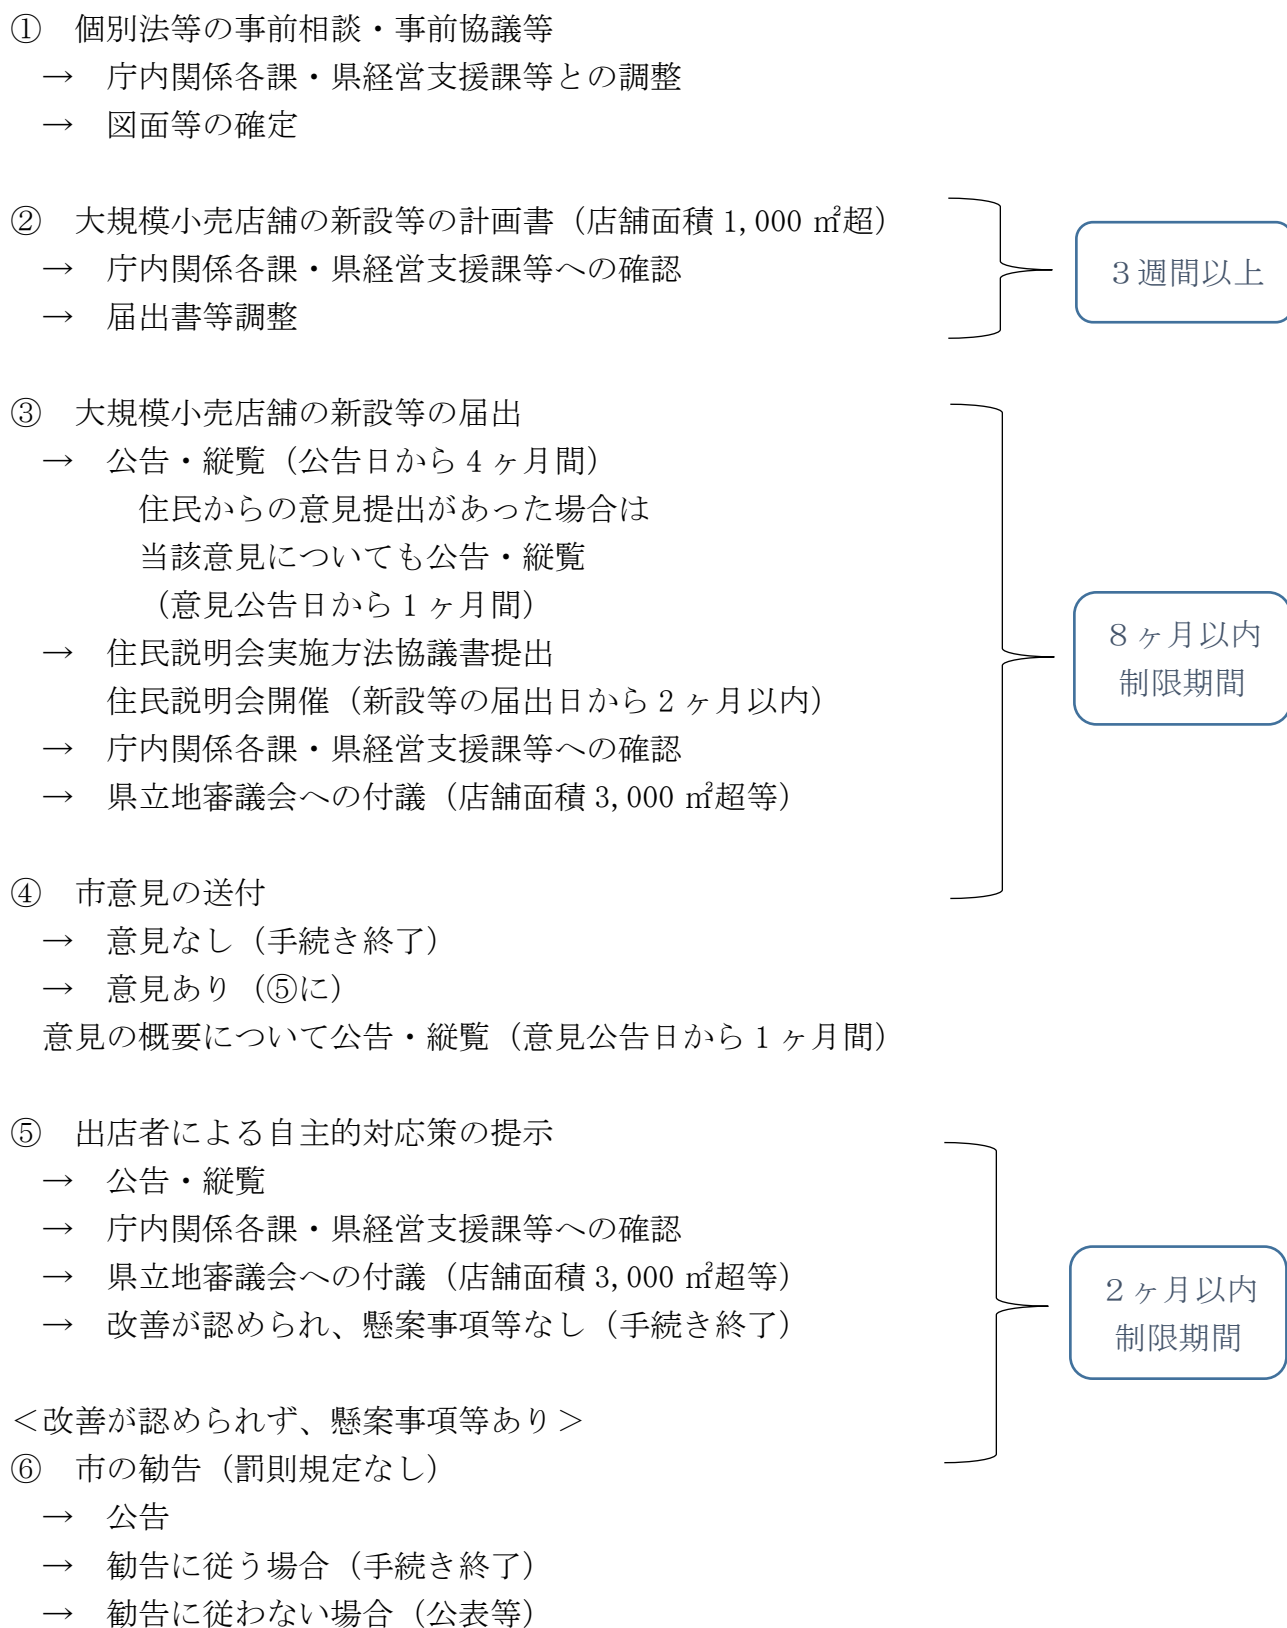 ①　個別法等の事前相談・事前協議等
→　庁内関係各課・県経営支援課等との調整
→　図面等の確定
②　大規模小売店舗の新設等の計画書（店舗面積 1,000 ㎡超）
→　庁内関係各課・県経営支援課等への確認
→　届出書等調整
３週間以上
③　大規模小売店舗の新設等の届出
→　公告・縦覧（公告日から 4 ヶ月間）
住民からの意見提出があった場合は
当該意見についても公告・縦覧
（意見公告日から 1 ヶ月間）
→　住民説明会実施方法協議書提出
住民説明会開催（新設等の届出日から 2 ヶ月以内）
→　庁内関係各課・県経営支援課等への確認
→　県立地審議会への付議（店舗面積 3,000 ㎡超等）
８ヶ月以内
制限期間
④　市意見の送付
→　意見なし（手続き終了）
→　意見あり（⑤に）
意見の概要について公告・縦覧（意見公告日から 1 ヶ月間）
⑤　出店者による自主的対応策の提示
→　公告・縦覧
→　庁内関係各課・県経営支援課等への確認
→　県立地審議会への付議（店舗面積 3,000 ㎡超等）
→　改善が認められ、懸案事項等なし（手続き終了）
２ヶ月以内
制限期間
＜改善が認められず、懸案事項等あり＞
⑥　市の勧告（罰則規定なし）
→　公告
→　勧告に従う場合（手続き終了）
→　勧告に従わない場合（公表等）